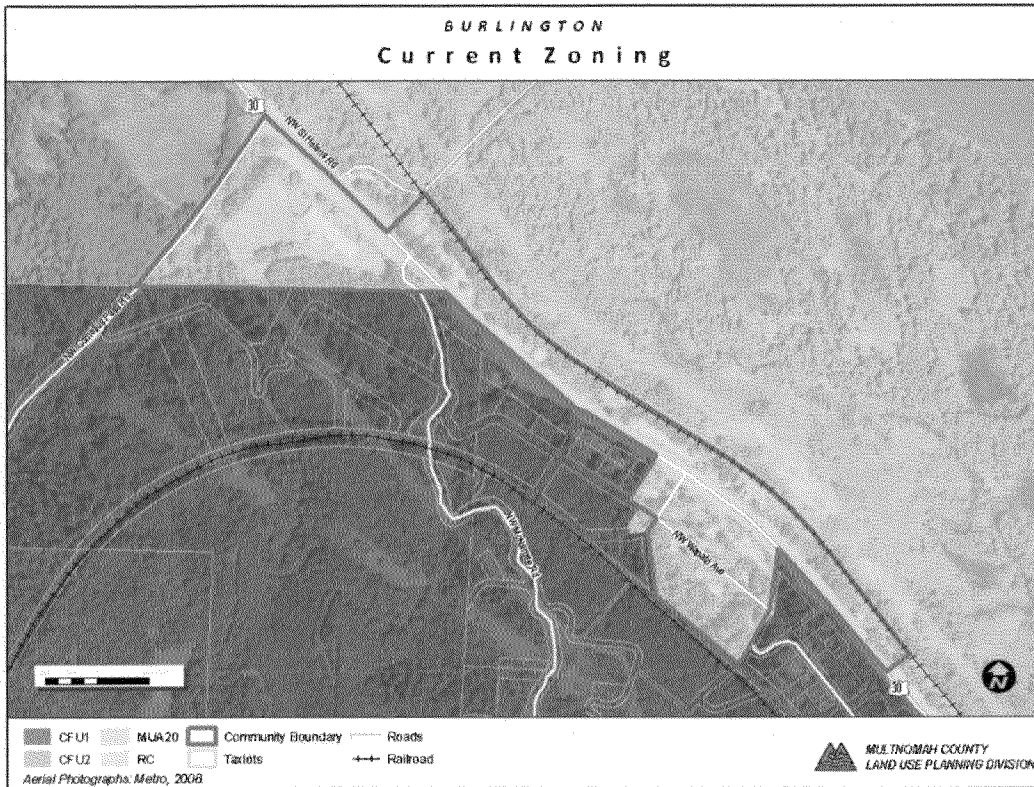 BURLINGTON
Current Zoning
30
NW St Helens Rd
NW Wapato Ave
30
N
CFU1
MUA20
Community Boundary
Roads
CFU2
RC
Taxlots
Railroad
Aerial Photographs: Metro, 2008
MULTNOMAH COUNTY
LAND USE PLANNING DIVISION